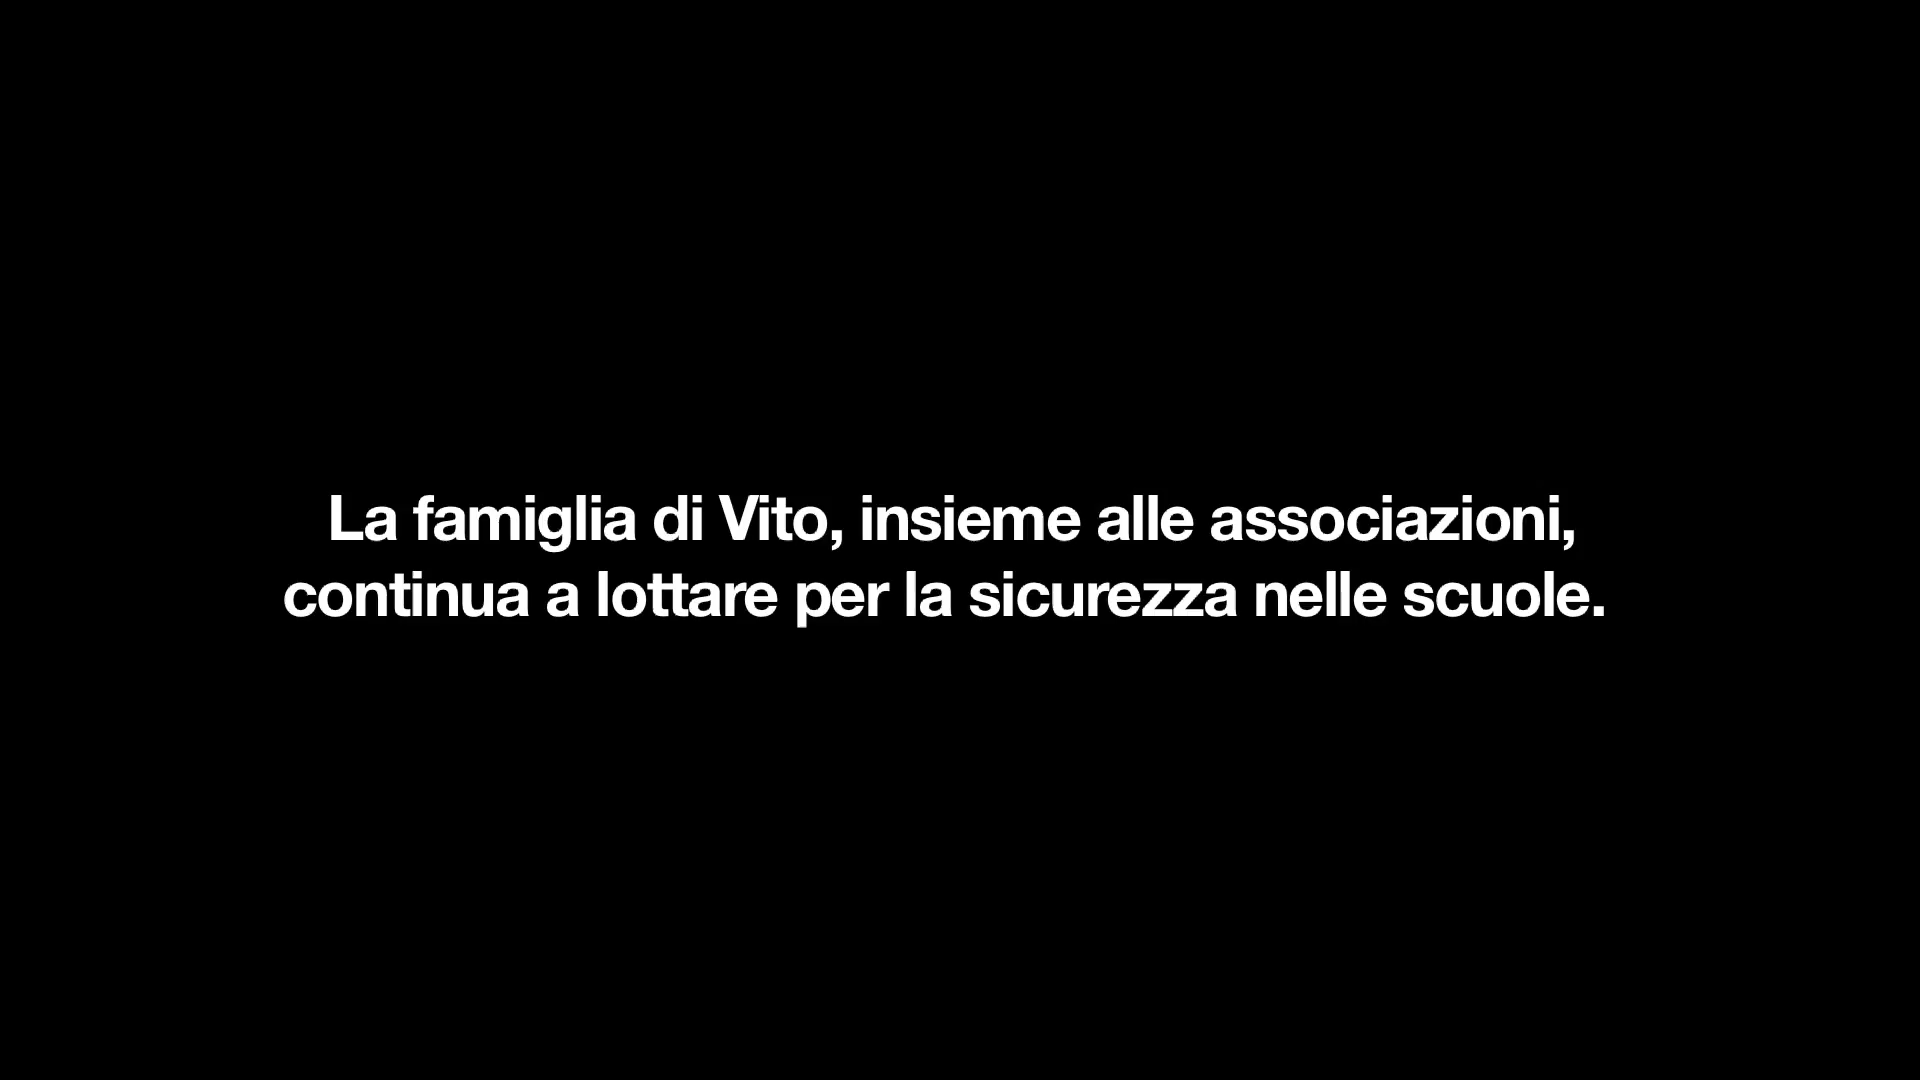 La famiglia di Vito, insieme alle associazioni,
continua a lottare per la sicurezza nelle scuole.